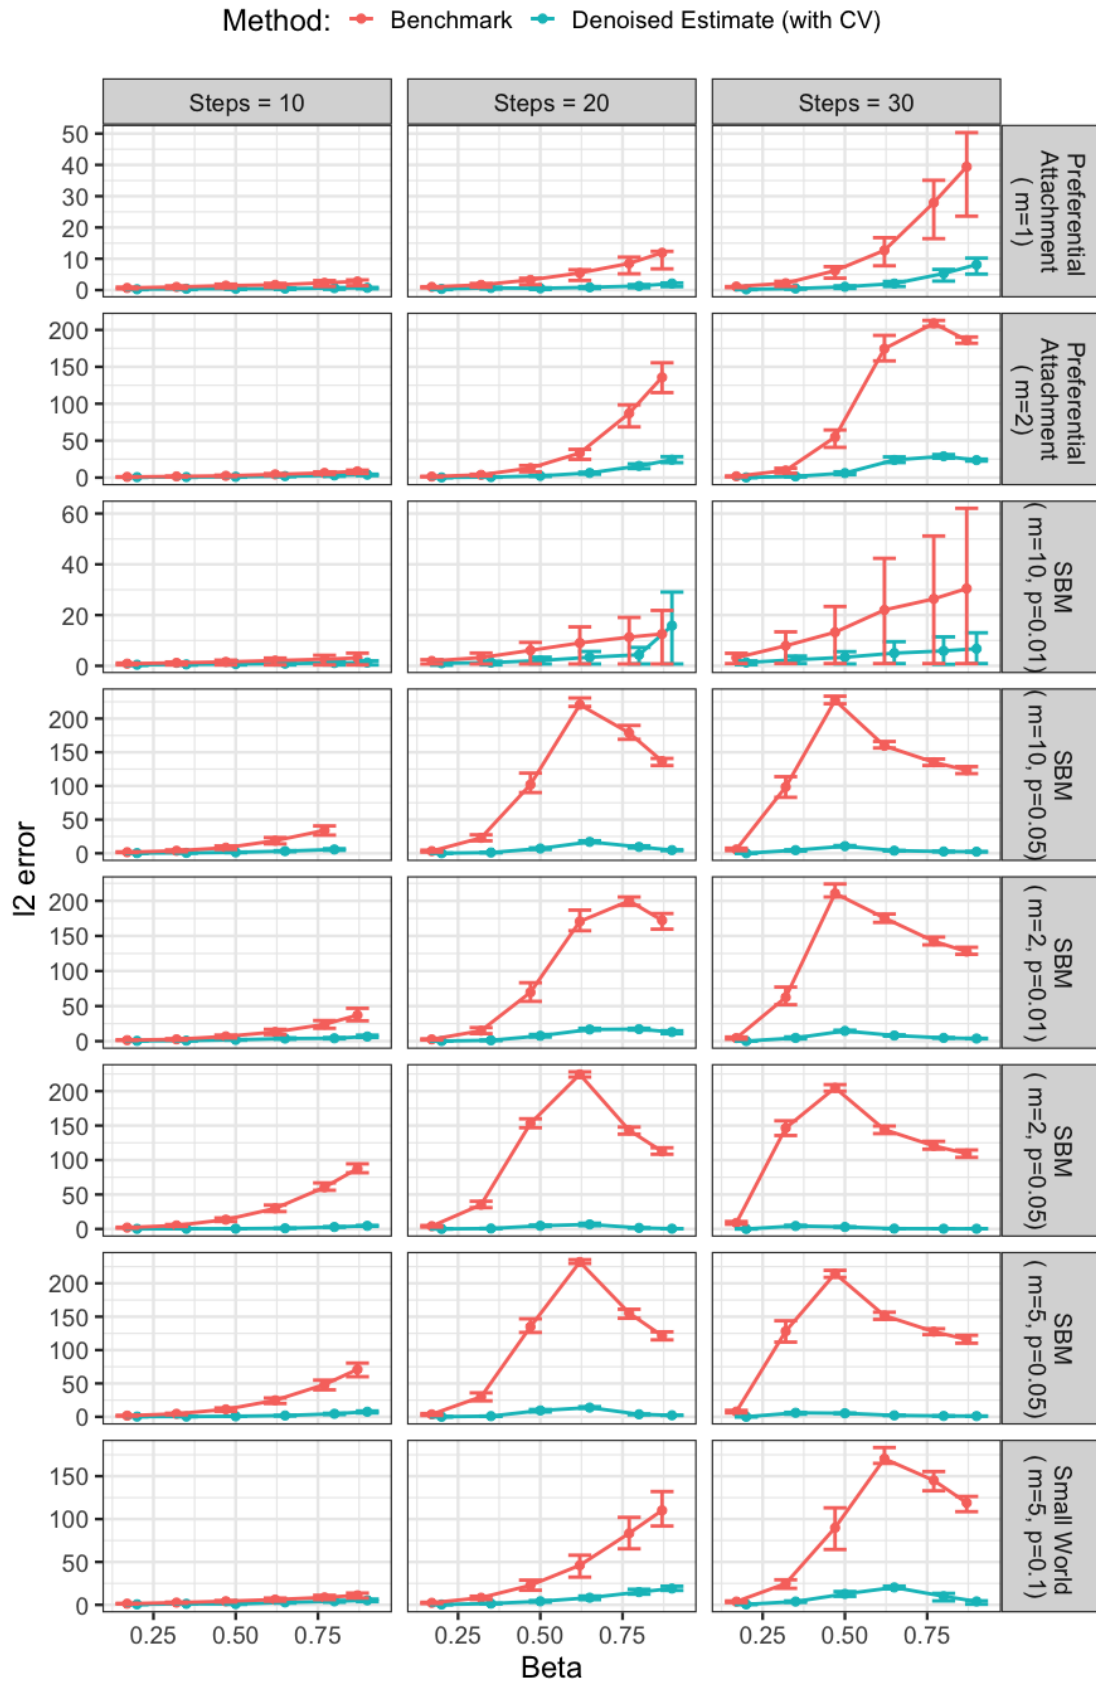 Method: Benchmark Denoised Estimate (with CV)
Steps = 10 Steps = 20 Steps = 30
50
40
30
20
10
0
Preferential
Attachment
( m=1)
200
150
100
50
0
Preferential
Attachment
( m=2)
60
40
20
0
SBM
( m=10, p=0.01)
200
150
100
50
0
SBM
( m=10, p=0.05)
200
150
100
50
0
SBM
( m=2, p=0.01)
200
150
100
50
0
SBM
( m=2, p=0.05)
200
150
100
50
0
SBM
( m=5, p=0.05)
150
100
50
0
Small World
( m=5, p=0.1)
l2 error
0.25 0.50 0.75 0.25 0.50 0.75 0.25 0.50 0.75
Beta